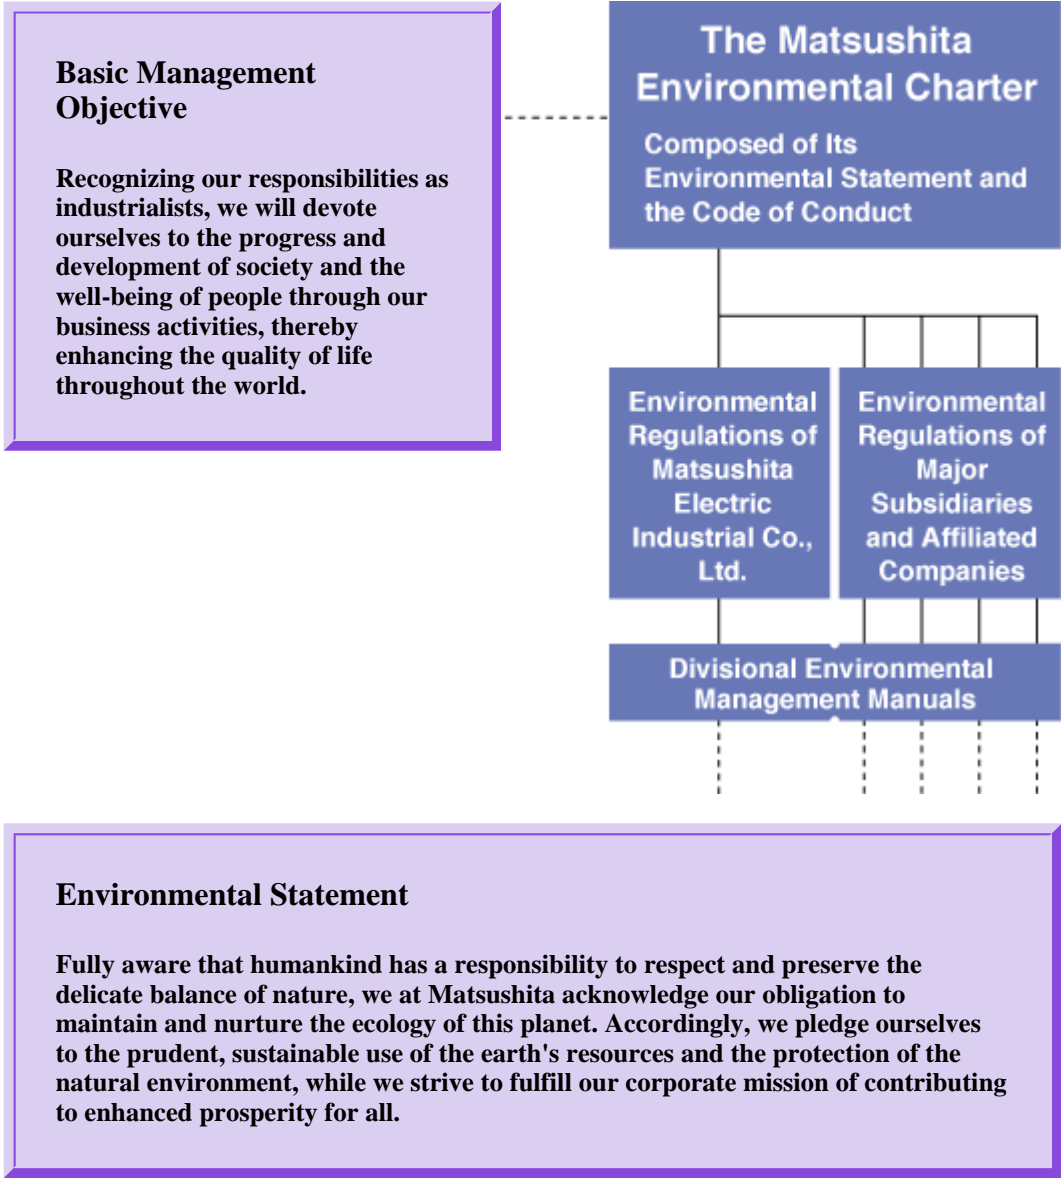 Basic Management
Objective
Recognizing our responsibilities as
industrialists, we will devote
ourselves to the progress and
development of society and the
well-being of people through our
business activities, thereby
enhancing the quality of life
throughout the world.
The Matsushita
Environmental Charter
Composed of Its
Environmental Statement and
the Code of Conduct
Environmental
Regulations of
Matsushita
Electric
Industrial Co.,
Ltd.
Environmental
Regulations of
Major
Subsidiaries
and Affiliated
Companies
Divisional Environmental
Management Manuals
Environmental Statement
Fully aware that humankind has a responsibility to respect and preserve the
delicate balance of nature, we at Matsushita acknowledge our obligation to
maintain and nurture the ecology of this planet. Accordingly, we pledge ourselves
to the prudent, sustainable use of the earth's resources and the protection of the
natural environment, while we strive to fulfill our corporate mission of contributing
to enhanced prosperity for all.